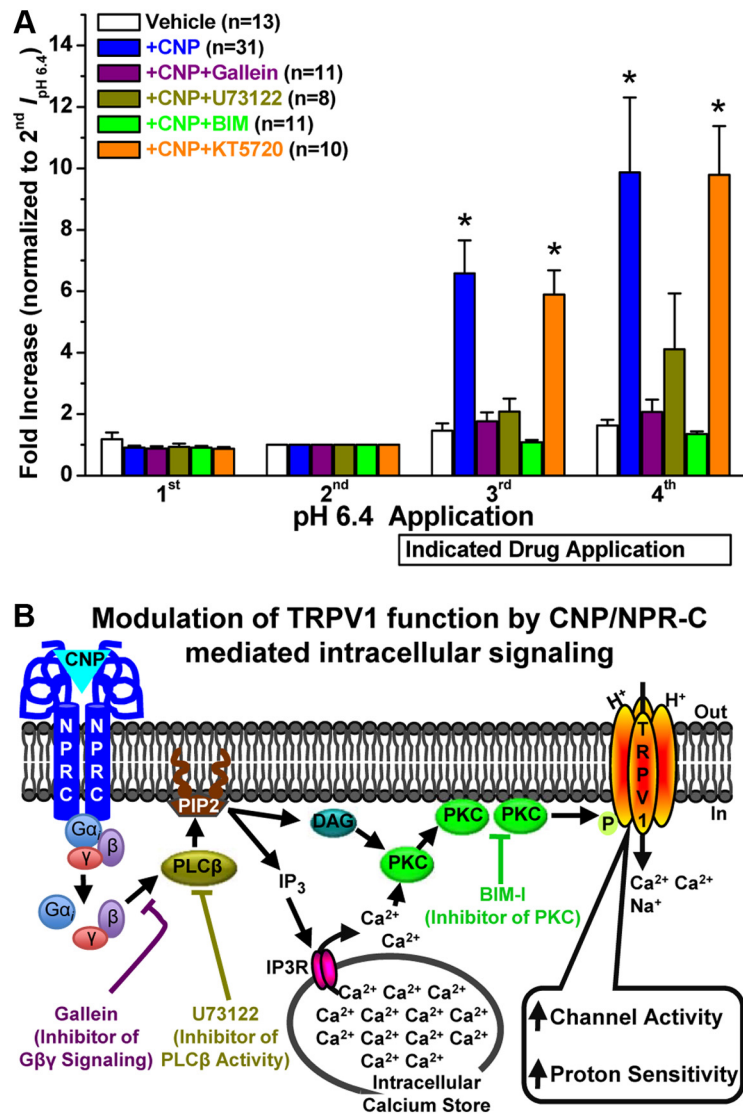 A
Fold Increase (normalized to 2nd I pH 6.4)
14
12
10
8
6
4
2
0
Vehicle (n=13)
+CNP (n=31)
+CNP+Gallein (n=11)
+CNP+U73122 (n=8)
+CNP+BIM (n=11)
+CNP+KT5720 (n=10)
* *
* *
1st 2nd 3rd 4th
pH 6.4 Application
Indicated Drug Application
B
Modulation of TRPV1 function by CNP/NPR-C
mediated intracellular signaling
CNP
NPRC
NPRC
H+
H+
Out
In
TRPV1
PIP2
Gαi
γ
β
Gαi
γ
β
PLCβ
DAG
PKC
PKC
PKC
P
IP3
Ca2+
Ca2+
IP3R
BIM-I
(Inhibitor of PKC)
Ca2+ Ca2+
Na+
Gallein
(Inhibitor of
Gβγ Signaling)
U73122
(Inhibitor of
PLCβ Activity)
Ca2+ Ca2+ Ca2+
Ca2+ Ca2+ Ca2+ Ca2+
Ca2+ Ca2+ Ca2+ Ca2+
Ca2+ Ca2+
Intracellular
Calcium Store
Channel Activity
Proton Sensitivity